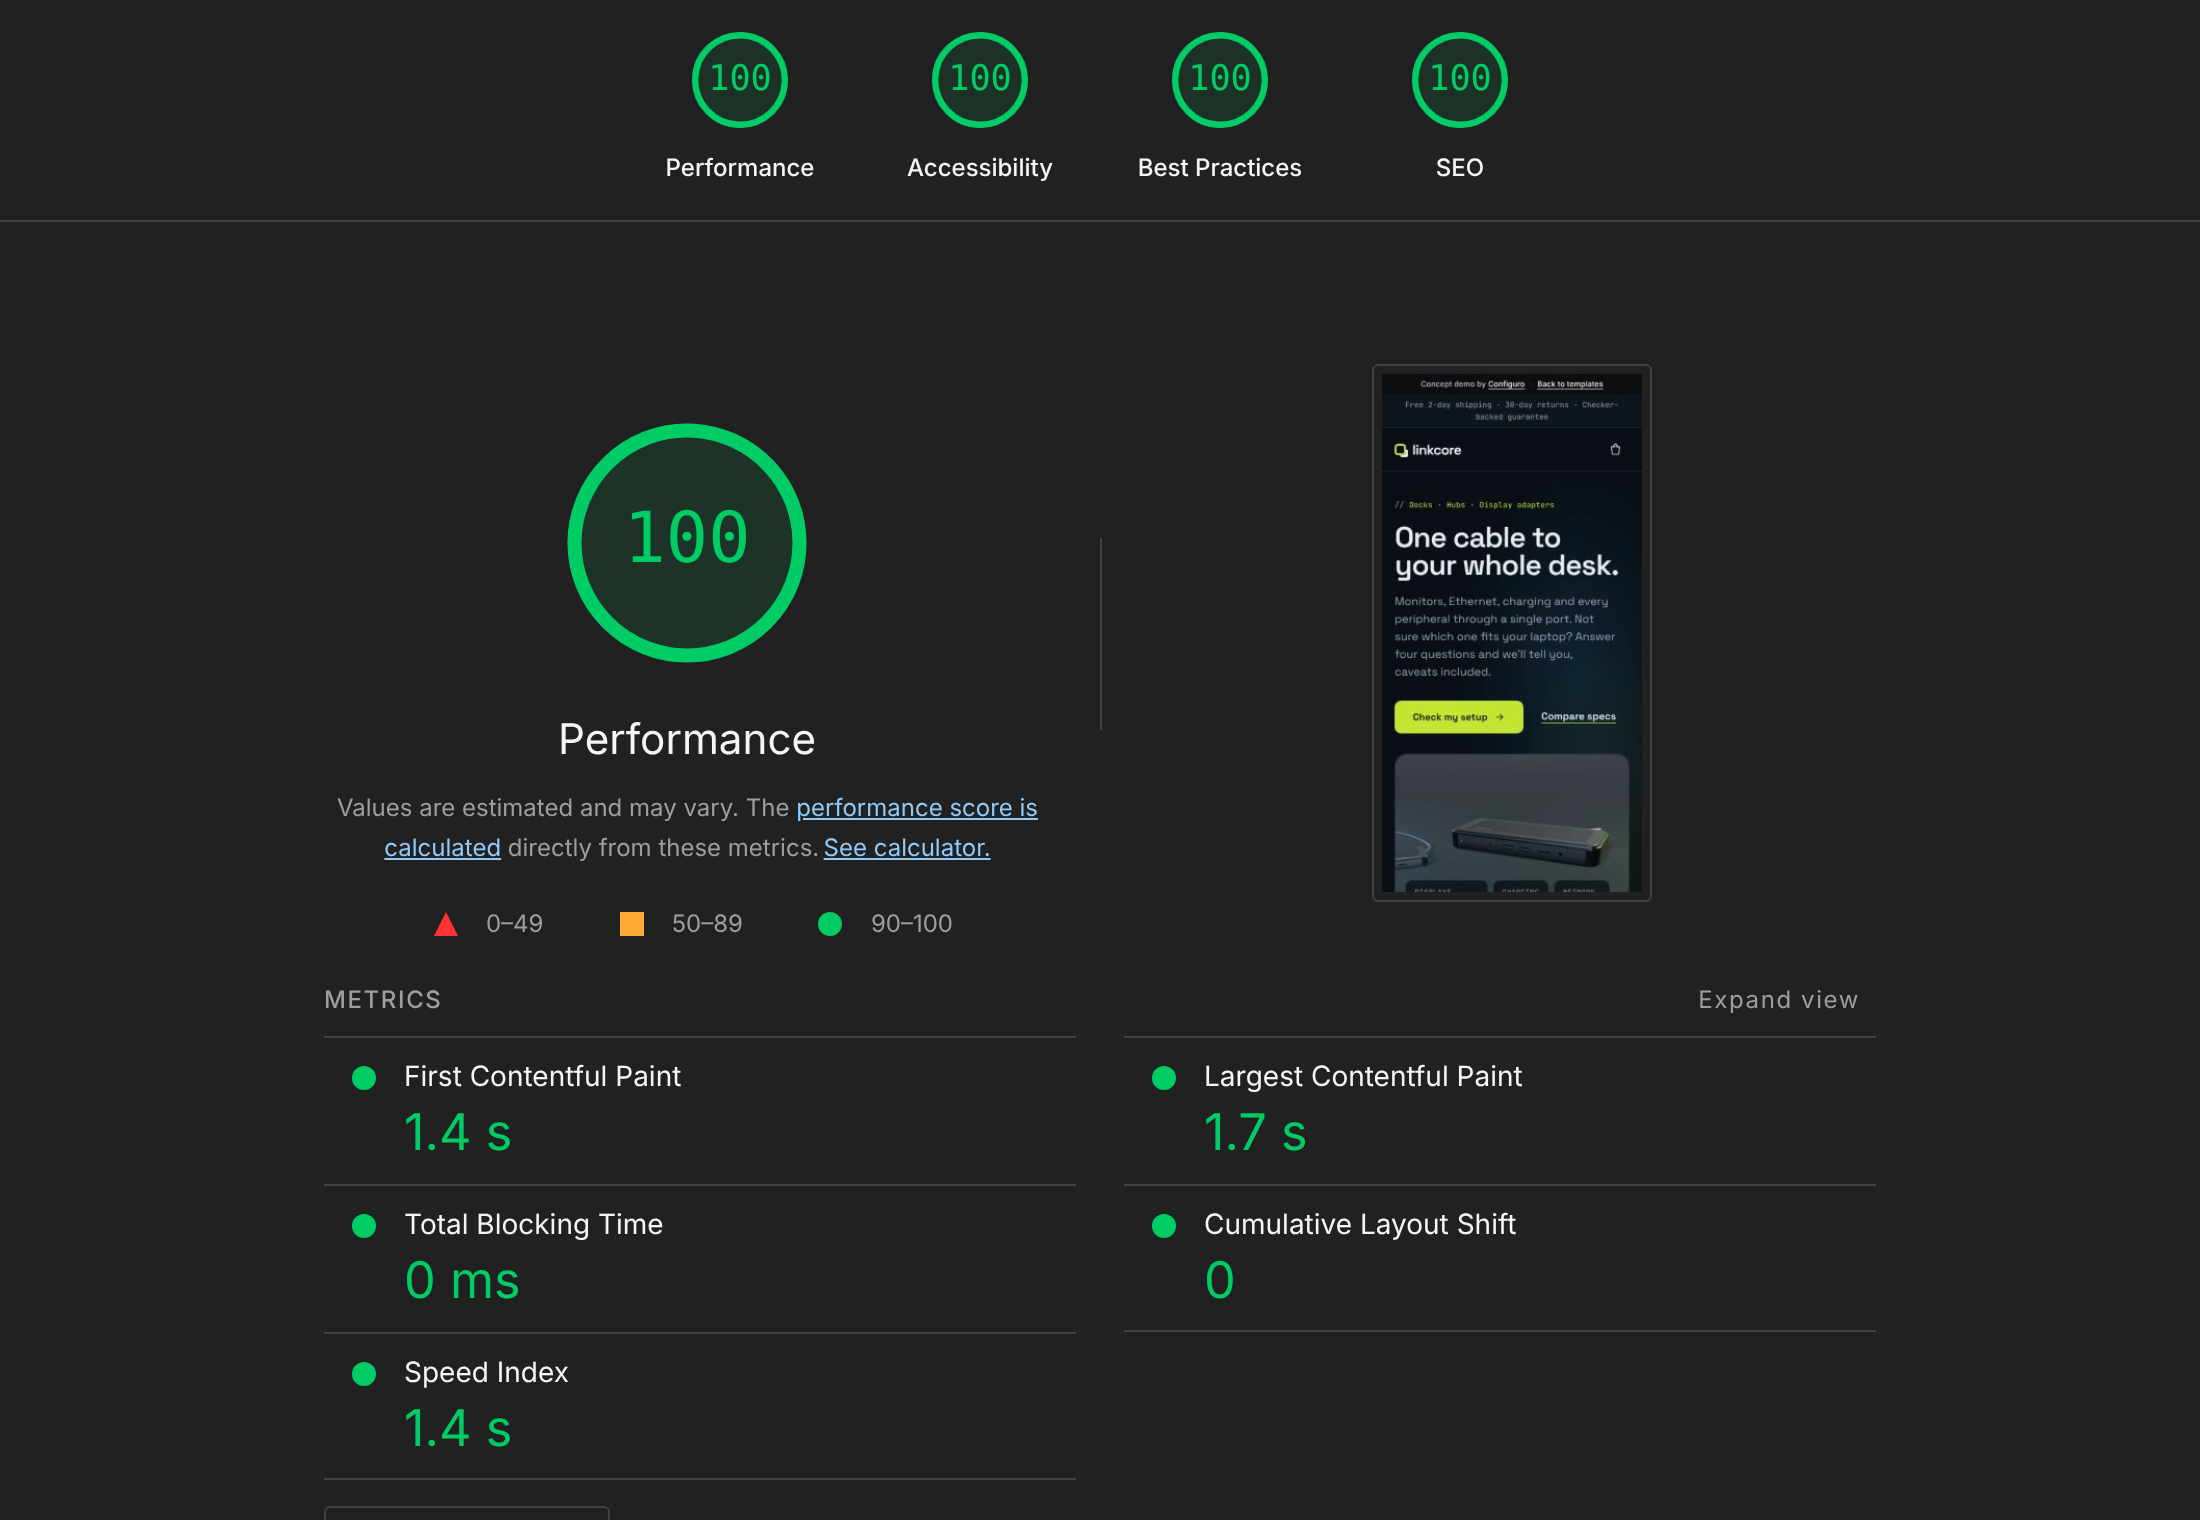 100
100
100
100
Performance
Accessibility
Best Practices
SEO
100
Performance
Values are estimated and may vary. The performance score is
calculated directly from these metrics. See calculator.
0–49
50–89
90–100
Concept demo by Configuro · Back to templates
Free 2-day shipping · 30-day returns · Checker-
backed guarantee
linkcore
// Docks · Hubs · Display adapters
One cable to
your whole desk.
Monitors, Ethernet, charging and every
peripheral through a single port. Not
sure which one fits your laptop? Answer
four questions and we'll tell you,
caveats included.
Check my setup →
Compare specs
METRICS
Expand view
First Contentful Paint
1.4 s
Largest Contentful Paint
1.7 s
Total Blocking Time
0 ms
Cumulative Layout Shift
0
Speed Index
1.4 s